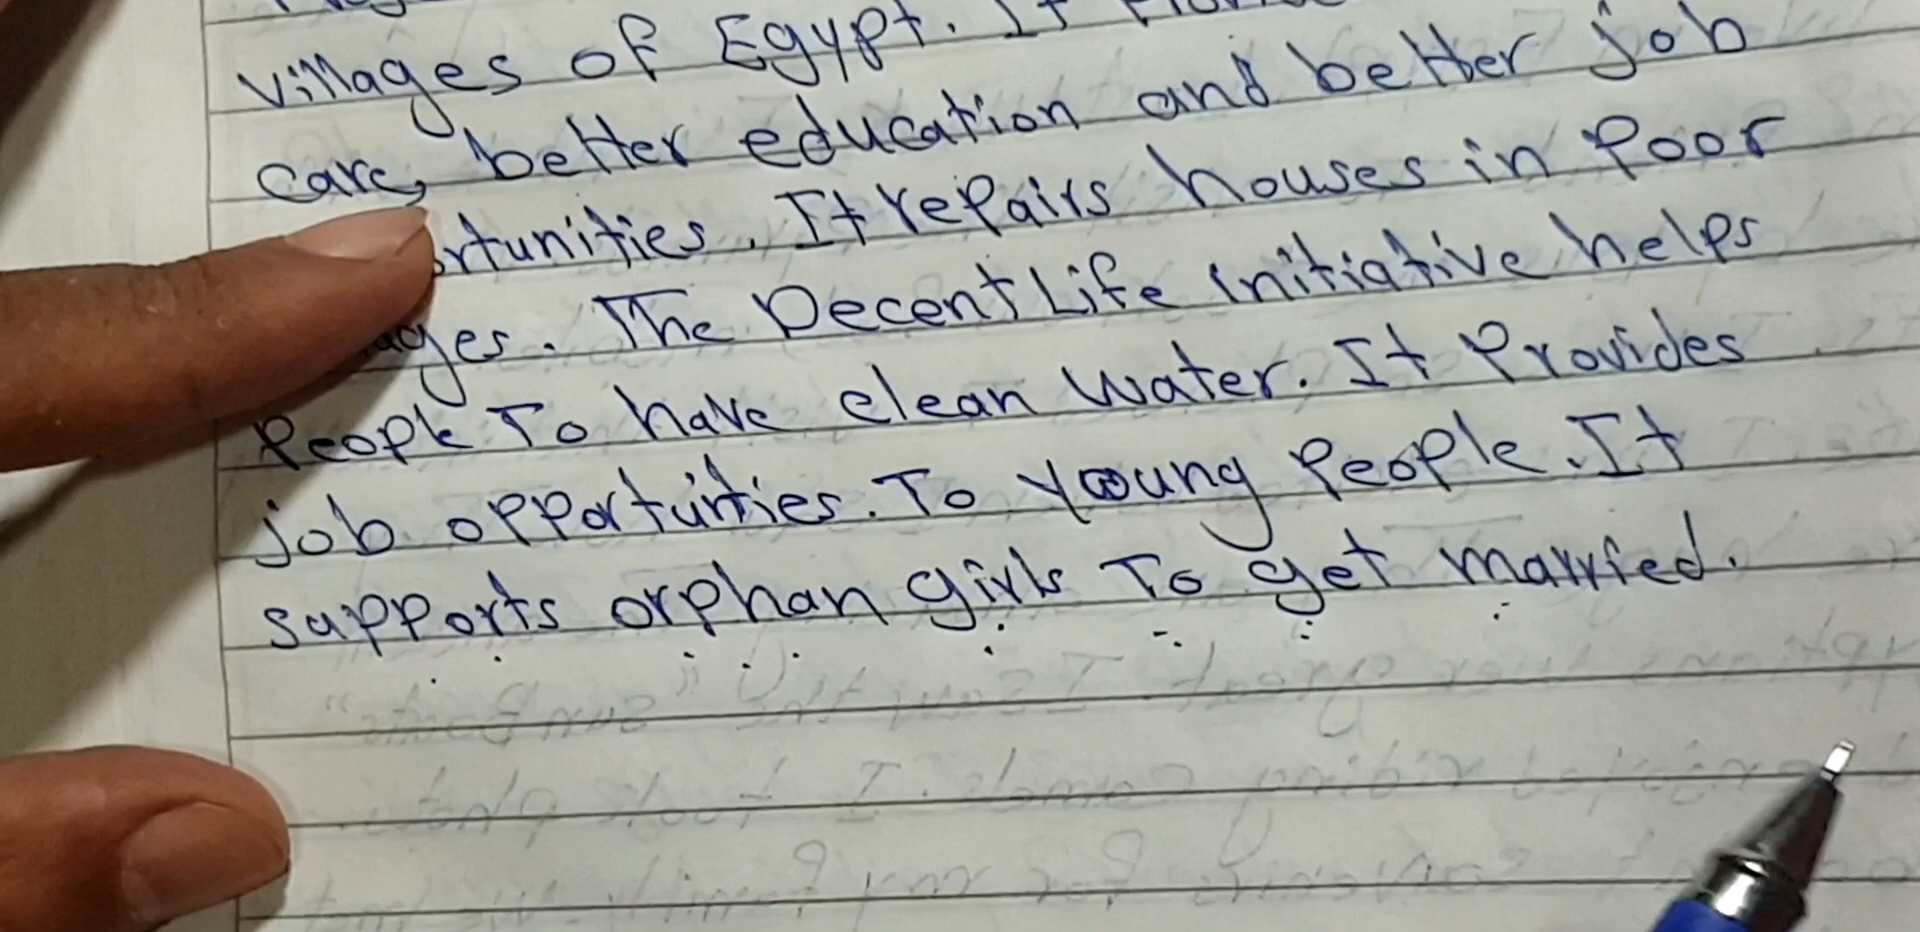 villages of Egypt. It
care, better education and better job
rtunities. It repairs houses in poor
ages. The Decent Life initiative helps
people To have clean water. It provides
job opportunities. To young people. It
supports orphan girls To get married.